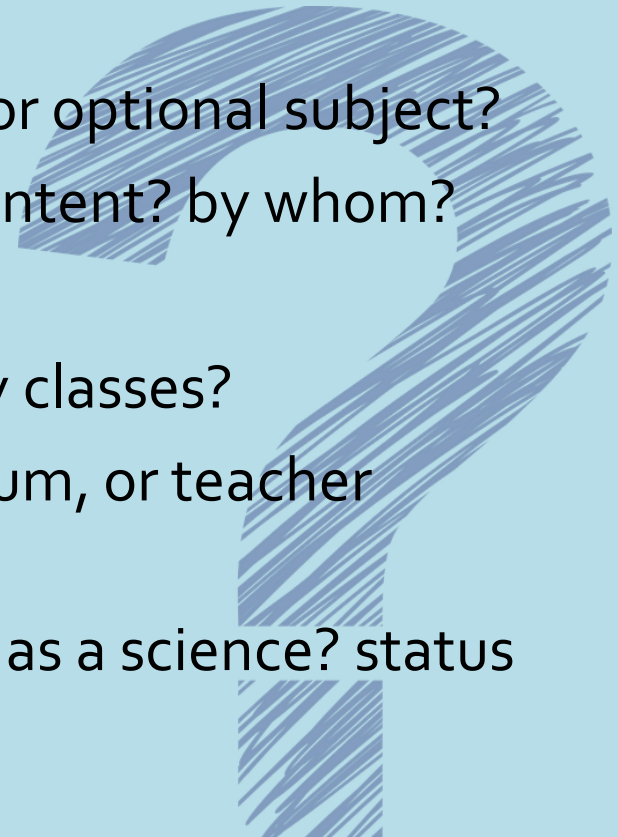 or optional subject?
ntent? by whom?
classes?
um, or teacher
as a science? status